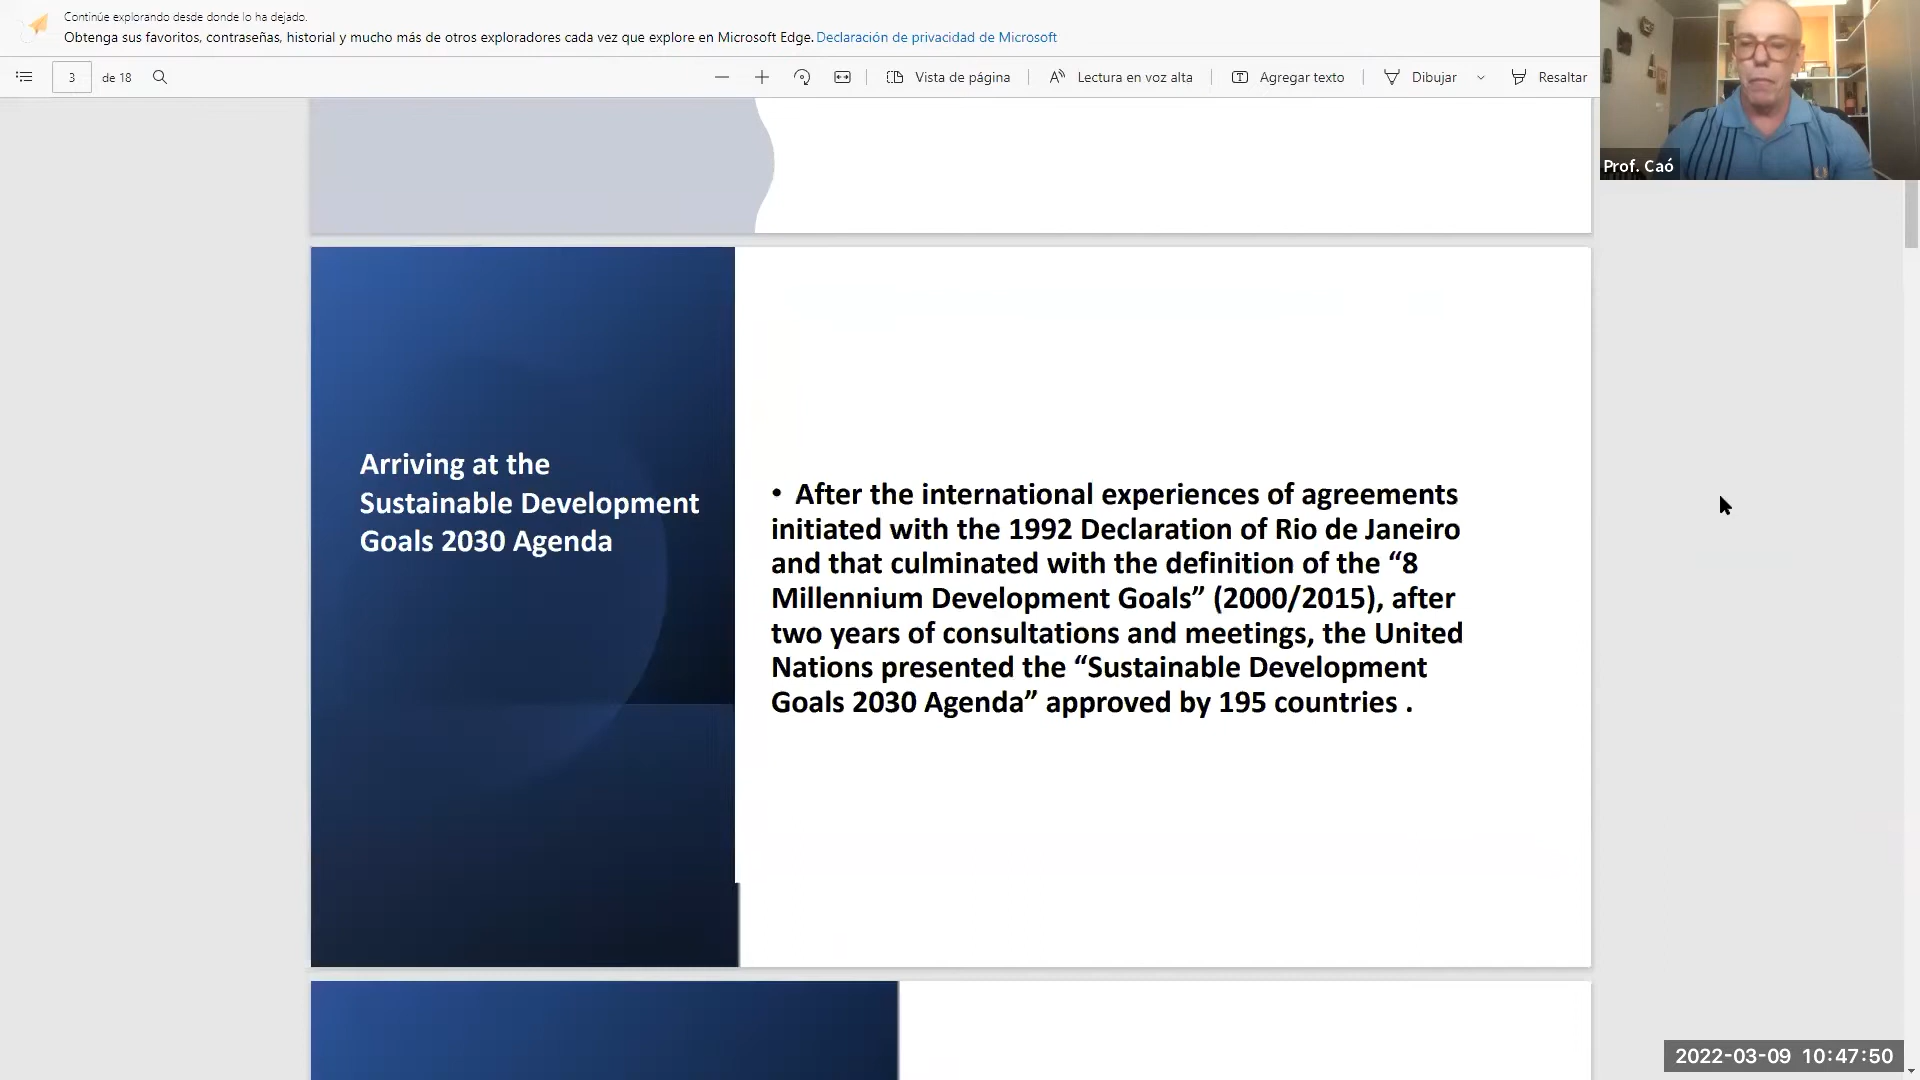 Continúe explorando desde donde lo ha dejado.
Obtenga sus favoritos, contraseñas, historial y mucho más de otros exploradores cada vez que explore en Microsoft Edge. Declaración de privacidad de Microsoft
3 de 18 Vista de página Lectura en voz alta Agregar texto Dibujar Resaltar
Prof. Caó
Arriving at the
Sustainable Development
Goals 2030 Agenda
• After the international experiences of agreements
initiated with the 1992 Declaration of Rio de Janeiro
and that culminated with the definition of the “8
Millennium Development Goals” (2000/2015), after
two years of consultations and meetings, the United
Nations presented the “Sustainable Development
Goals 2030 Agenda” approved by 195 countries .
2022-03-09 10:47:50